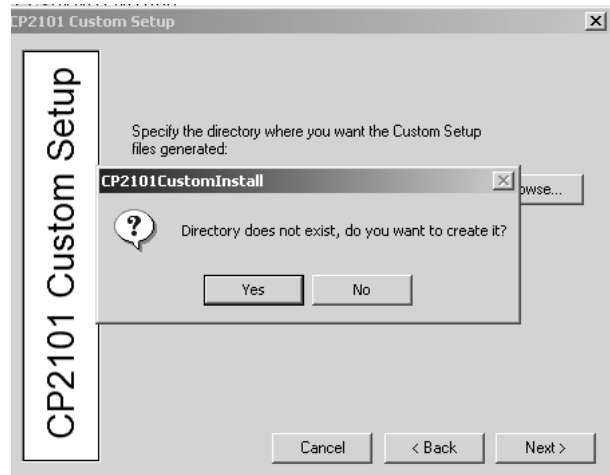 CP2101 Custom Setup
CP2101 Custom Setup
Specify the directory where you want the Custom Setup
files generated:
CP2101CustomInstall
owse...
Directory does not exist, do you want to create it?
Yes
No
Cancel
< Back
Next >